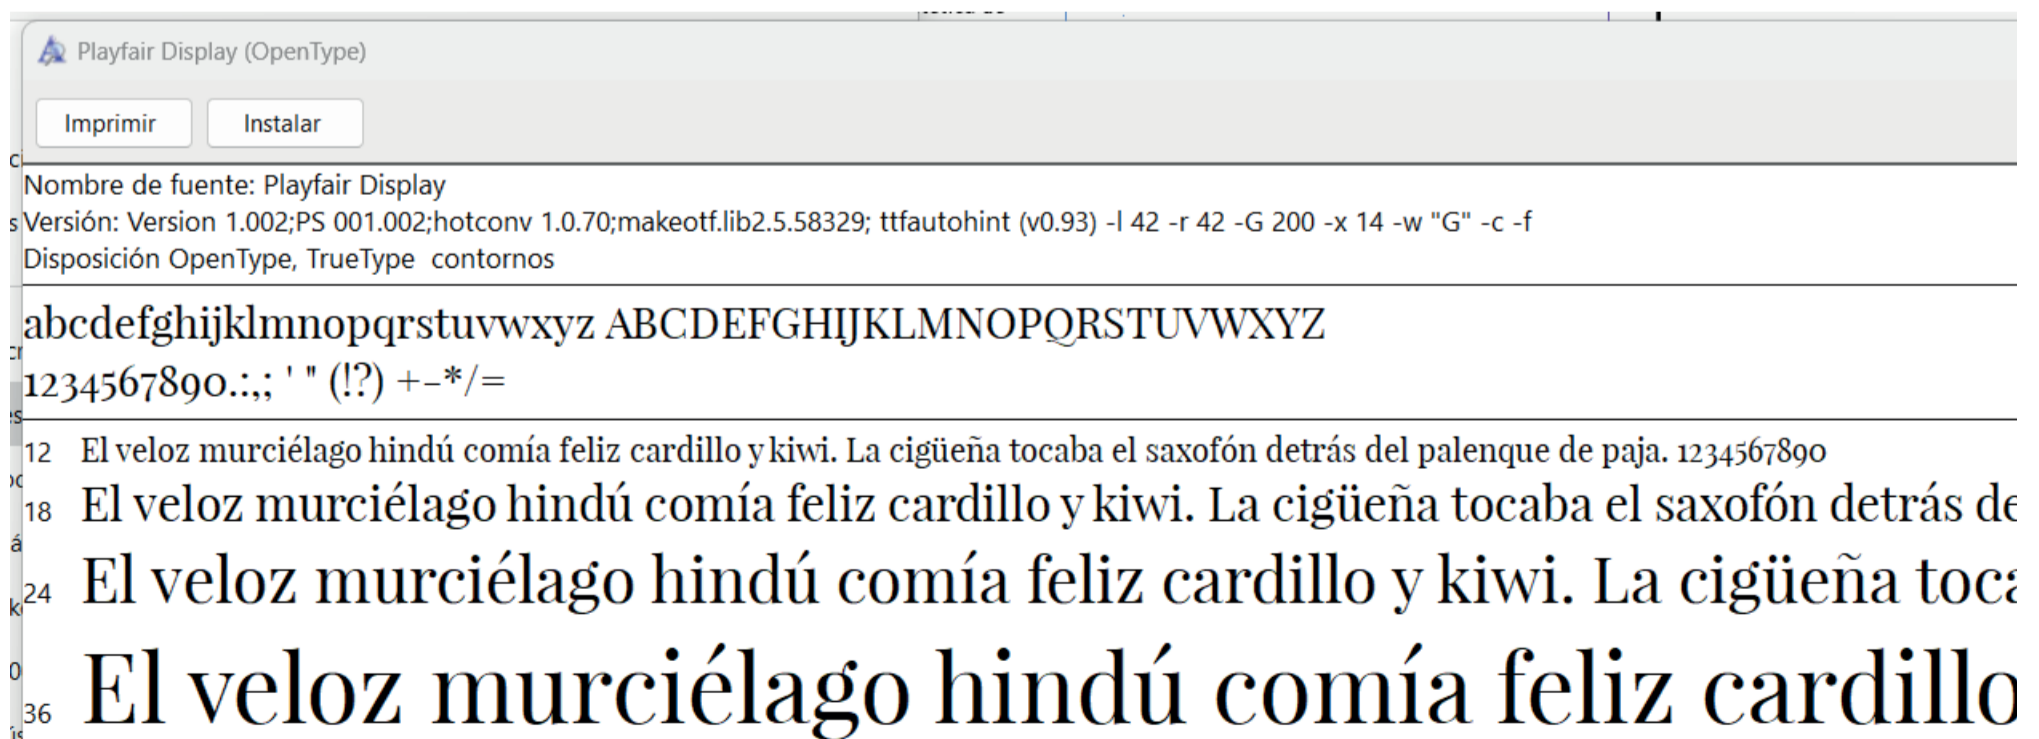 Playfair Display (OpenType)
Imprimir Instalar
Nombre de fuente: Playfair Display
Versión: Version 1.002;PS 001.002;hotconv 1.0.70;makeotf.lib2.5.58329; ttfautohint (v0.93) -l 42 -r 42 -G 200 -x 14 -w "G" -c -f
Disposición OpenType, TrueType contornos
abcdefghijklmnopqrstuvwxyz ABCDEFGHIJKLMNOPQRSTUVWXYZ
1234567890.:,; ' " (!?) +-*/=
12 El veloz murciélago hindú comía feliz cardillo y kiwi. La cigüeña tocaba el saxofón detrás del palenque de paja. 1234567890
18 El veloz murciélago hindú comía feliz cardillo y kiwi. La cigüeña tocaba el saxofón detrás de
24 El veloz murciélago hindú comía feliz cardillo y kiwi. La cigüeña toca
36 El veloz murciélago hindú comía feliz cardillo